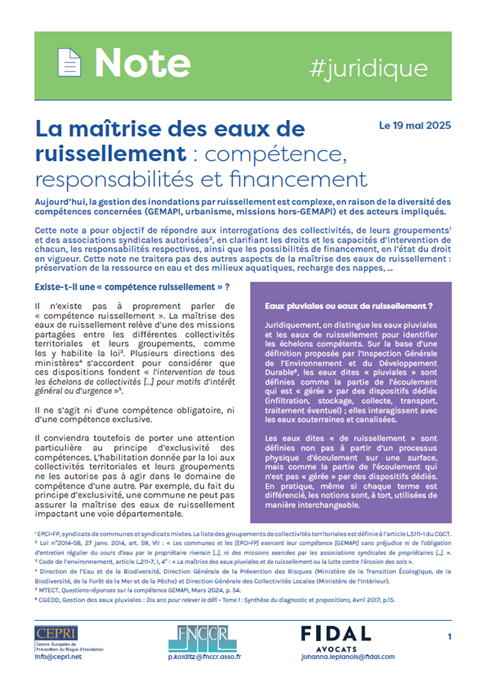 Note
#juridique
La maîtrise des eaux de
Le 19 mai 2025
ruissellement : compétence,
responsabilités et financement
Aujourd'hui, la gestion des inondations par ruissellement est complexe, en raison de la diversité des
compétences concernées (GEMAPI, urbanisme, missions hors-GEMAPI) et des acteurs impliqués.
Cette note a pour objectif de répondre aux interrogations des collectivités, de leurs groupements¹
et des associations syndicales autorisées², en clarifiant les droits et les capacités d'intervention de
chacun, les responsabilités respectives, ainsi que les possibilités de financement, en l'état du droit
en vigueur. Cette note ne traitera pas des autres aspects de la maîtrise des eaux de ruissellement :
préservation de la ressource en eau et des milieux aquatiques, recharge des nappes, ...
Existe-t-il une « compétence ruissellement » ?
Il n'existe pas à proprement parler de
« compétence ruissellement ». La maîtrise des
eaux de ruissellement relève d'une des missions
partagées entre les différentes collectivités
territoriales et leurs groupements, comme
les y habilite la loi³. Plusieurs directions des
ministères⁴ s'accordent pour considérer que
ces dispositions fondent « l'intervention de tous
les échelons de collectivités [...] pour motifs d'intérêt
général ou d'urgence »⁵.
Il ne s'agit ni d'une compétence obligatoire, ni
d'une compétence exclusive.
Il conviendra toutefois de porter une attention
particulière au principe d'exclusivité des
compétences. L'habilitation donnée par la loi aux
collectivités territoriales et leurs groupements
ne les autorise pas à agir dans le domaine de
compétence d'une autre. Par exemple, du fait du
principe d'exclusivité, une commune ne peut pas
assurer la maîtrise des eaux de ruissellement
impactant une voie départementale.
Eaux pluviales ou eaux de ruissellement ?
Juridiquement, on distingue les eaux pluviales
et les eaux de ruissellement pour identifier
les échelons compétents. Sur la base d'une
définition proposée par l'Inspection Générale
de l'Environnement et du Développement
Durable⁶, les eaux dites « pluviales » sont
définies comme la partie de l'écoulement
qui est « gérée » par des dispositifs dédiés
(infiltration, stockage, collecte, transport,
traitement éventuel) ; elles interagissent avec
les eaux souterraines et canalisées.
Les eaux dites « de ruissellement » sont
définies non pas à partir d'un processus
physique d'écoulement sur une surface,
mais comme la partie de l'écoulement qui
n'est pas « gérée » par des dispositifs dédiés.
En pratique, même si chaque terme est
différencié, les notions sont, à tort, utilisées de
manière interchangeable.
¹ EPCI-FP, syndicats de communes et syndicats mixtes. La liste des groupements de collectivités territoriales est définie à l'article L.5111-1 du CGCT.
² Loi n°2014-58, 27 janv. 2014, art. 59, VII : « Les communes et les [EPCI-FP] exercent leur compétence [GEMAPI] sans préjudice ni de l'obligation
d'entretien régulier du cours d'eau par le propriétaire riverain [...], ni des missions exercées par les associations syndicales de propriétaires [...]. ».
³ Code de l'environnement, article L.211-7, I, 4° : « La maîtrise des eaux pluviales et de ruissellement ou la lutte contre l'érosion des sols ».
⁴ Direction de l'Eau et de la Biodiversité, Direction Générale de la Prévention des Risques (Ministère de la Transition Écologique, de la
Biodiversité, de la Forêt de la Mer et de la Pêche) et Direction Générale des Collectivités Locales (Ministère de l'Intérieur).
⁵ MTECT, Questions-réponses sur la compétence GEMAPI, Mars 2024, p. 54.
⁶ CGEDD, Gestion des eaux pluviales : Dix ans pour relever le défi - Tome 1 : Synthèse du diagnostic et propositions, Avril 2017, p.15.
CEPRI
Centre Européen de
Prévention du Risque d'Inondation
info@cepri.net
FNCCR
p.kolditz@fnccr.asso.fr
FIDAL
AVOCATS
johanna.lepianois@fidal.com
1